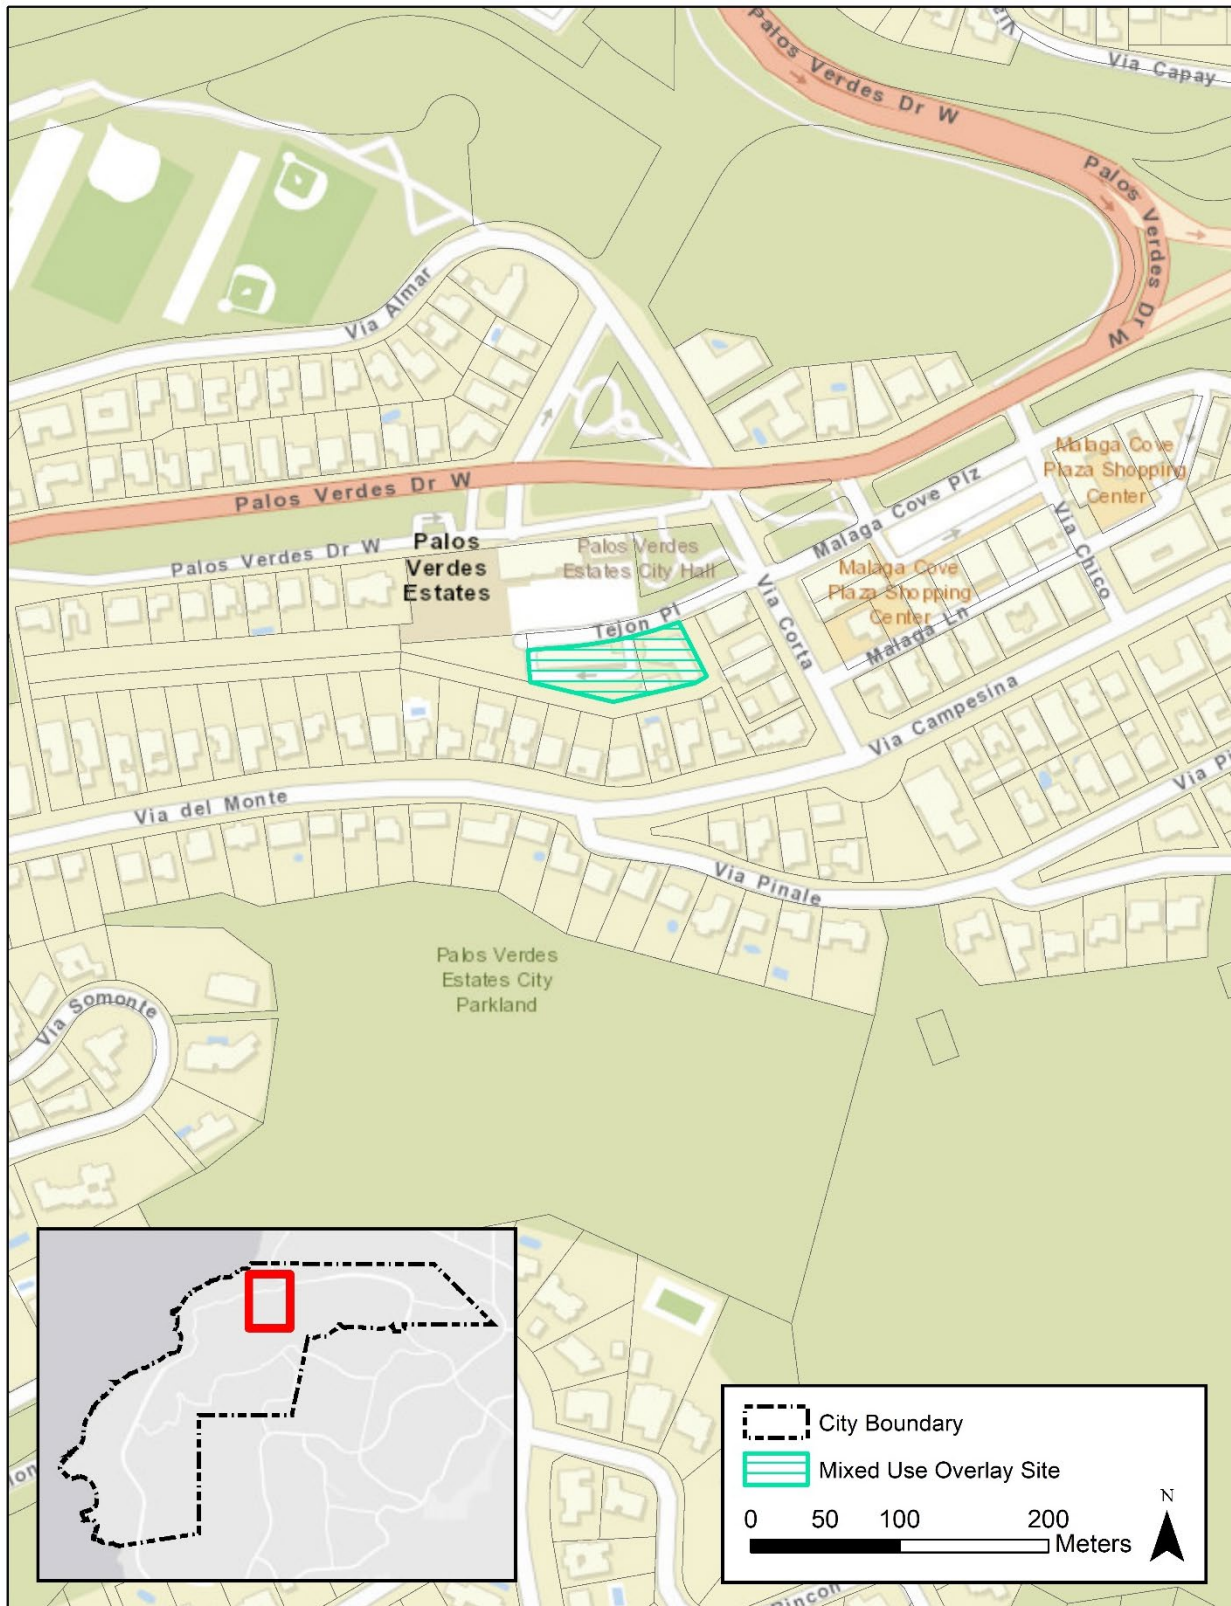 Palos Verdes Dr W
Via Capay
Palos Verdes Dr W
Via Almar
Palos Verdes Dr W
Malaga Cove
Plaza Shopping
Center
Malaga Cove Plz
Via Chico
Palos Verdes Dr W
Palos
Verdes
Estates
Palos Verdes
Estates City Hall
Malaga Cove
Plaza Shopping
Center
Tejon Pl
Via Corta
Malaga Ln
Via Campesina
Via del Monte
Via Pinale
Palos Verdes
Estates City
Parkland
Via Somonte
City Boundary
Mixed Use Overlay Site
N
0 50 100 200
Meters
Rincon